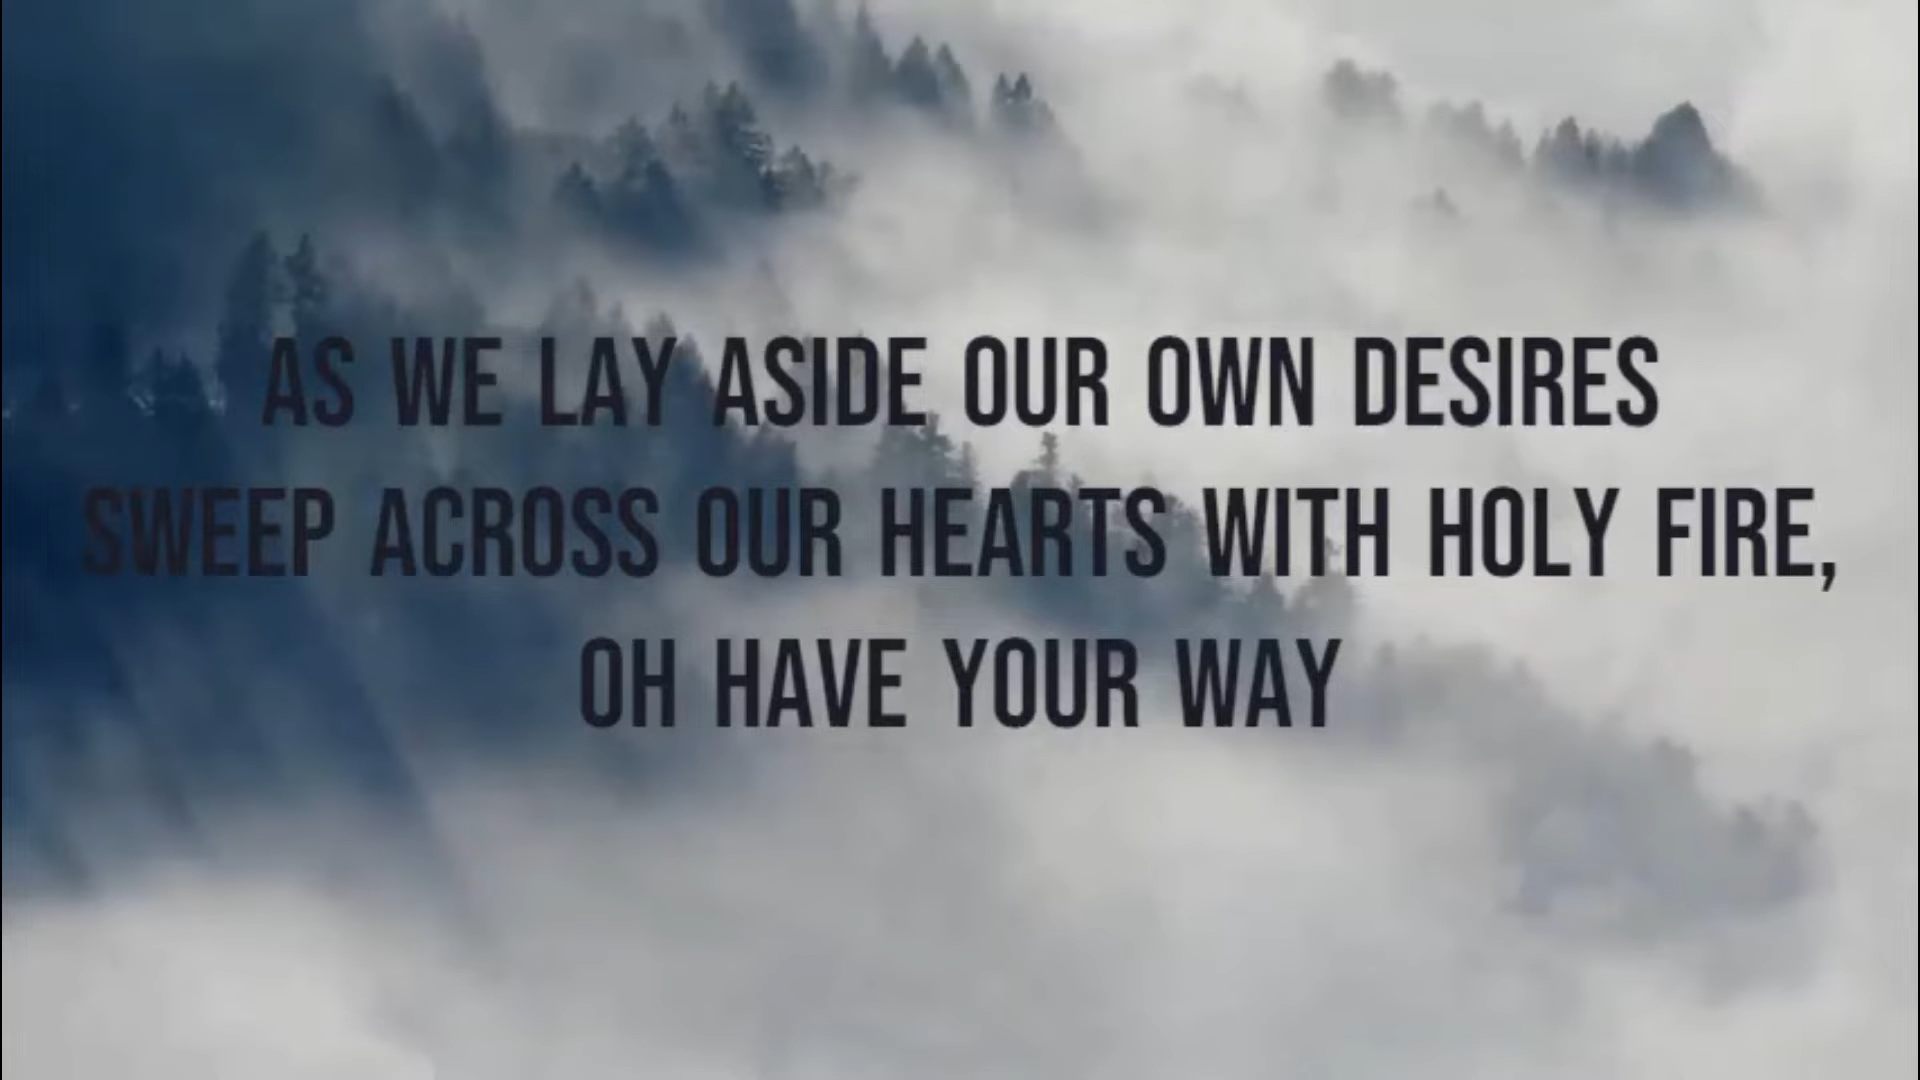 AS WE LAY ASIDE OUR OWN DESIRES
SWEEP ACROSS OUR HEARTS WITH HOLY FIRE,
OH HAVE YOUR WAY